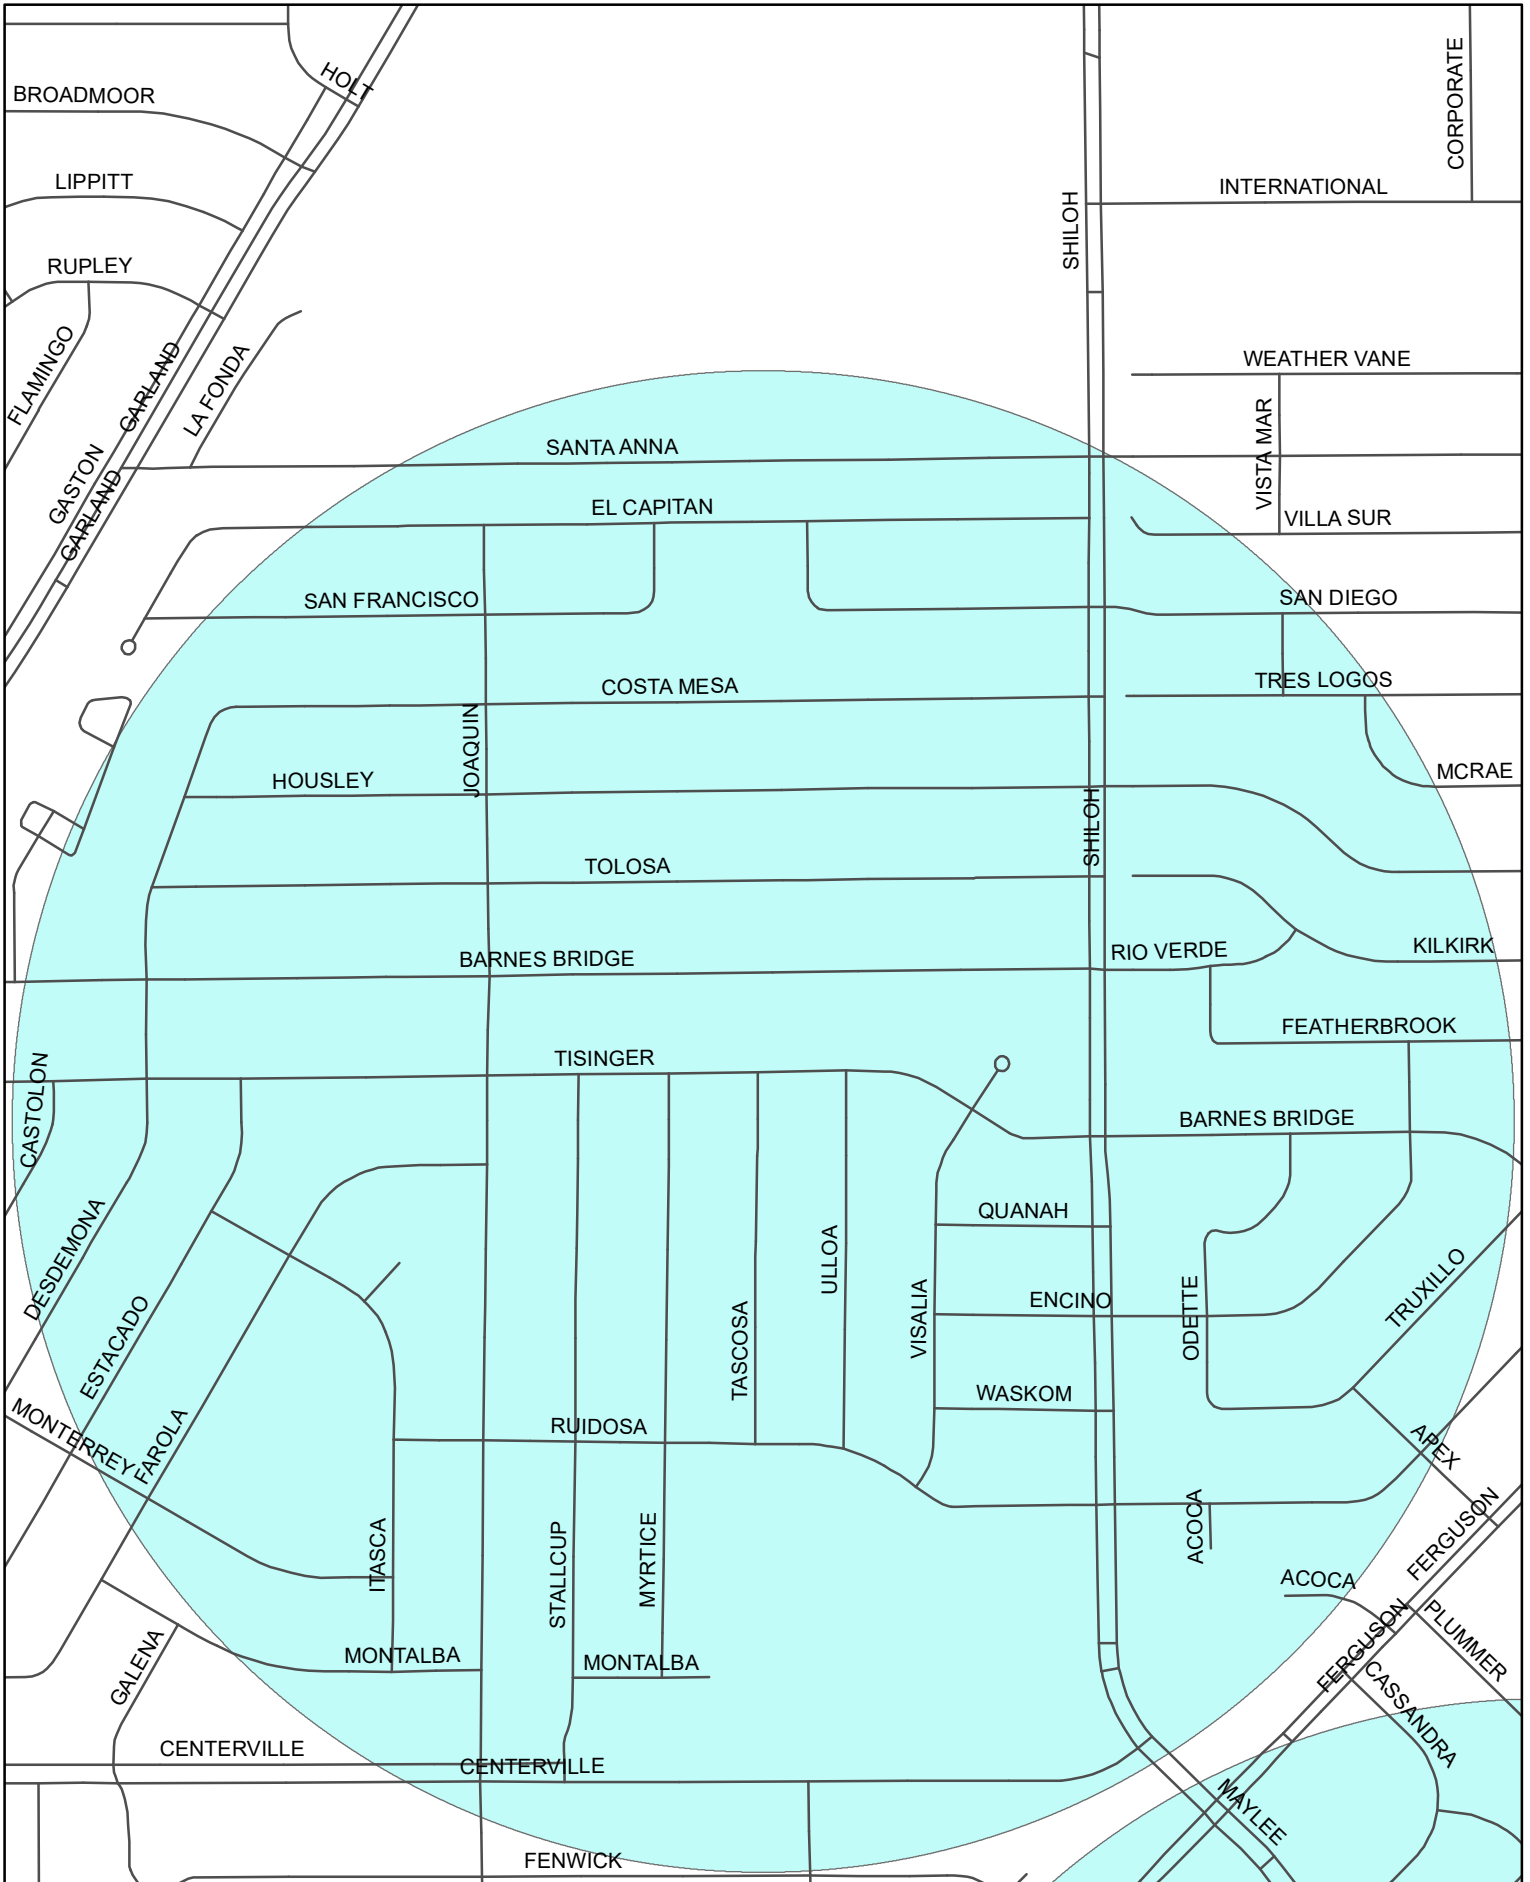 HOLT
CORPORATE
BROADMOOR
LIPPITT
INTERNATIONAL
SHILOH
RUPLEY
FLAMINGO
GARLAND
LA FONDA
WEATHER VANE
VISTA MAR
SANTA ANNA
GASTON
GARLAND
EL CAPITAN
VILLA SUR
SAN FRANCISCO
SAN DIEGO
COSTA MESA
TRES LOGOS
JOAQUIN
HOUSLEY
MCRAE
SHILOH
TOLOSA
BARNES BRIDGE
RIO VERDE
KILKIRK
FEATHERBROOK
TISINGER
CASTOLON
BARNES BRIDGE
QUANAH
DESDEMONA
ULLOA
ENCINO
TRUXILLO
VISALIA
ODETTE
ESTACADO
TASCOSA
WASKOM
MONTERREY
FAROLA
RUIDOSA
APEX
ACOCA
FERGUSON
ITASCA
STALLCUP
MYRTICE
ACOCA
FERGUSON
PLUMMER
GALENA
MONTALBA
MONTALBA
CASSANDRA
CENTERVILLE
CENTERVILLE
MAYLEE
FENWICK